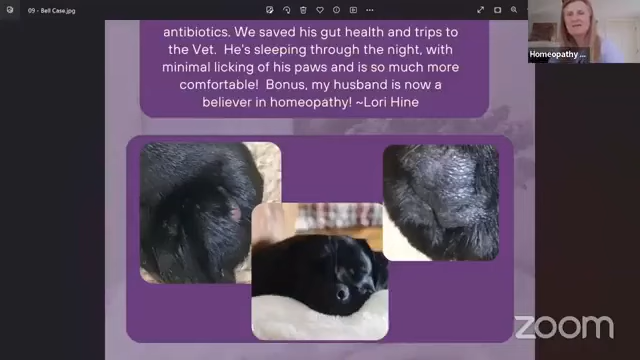 09 - Bell Case.jpg
antibiotics. We saved his gut health and trips to
the Vet. He's sleeping through the night, with
minimal licking of his paws and is so much more
comfortable! Bonus, my husband is now a
believer in homeopathy! ~Lori Hine
Homeopathy ...
zoom